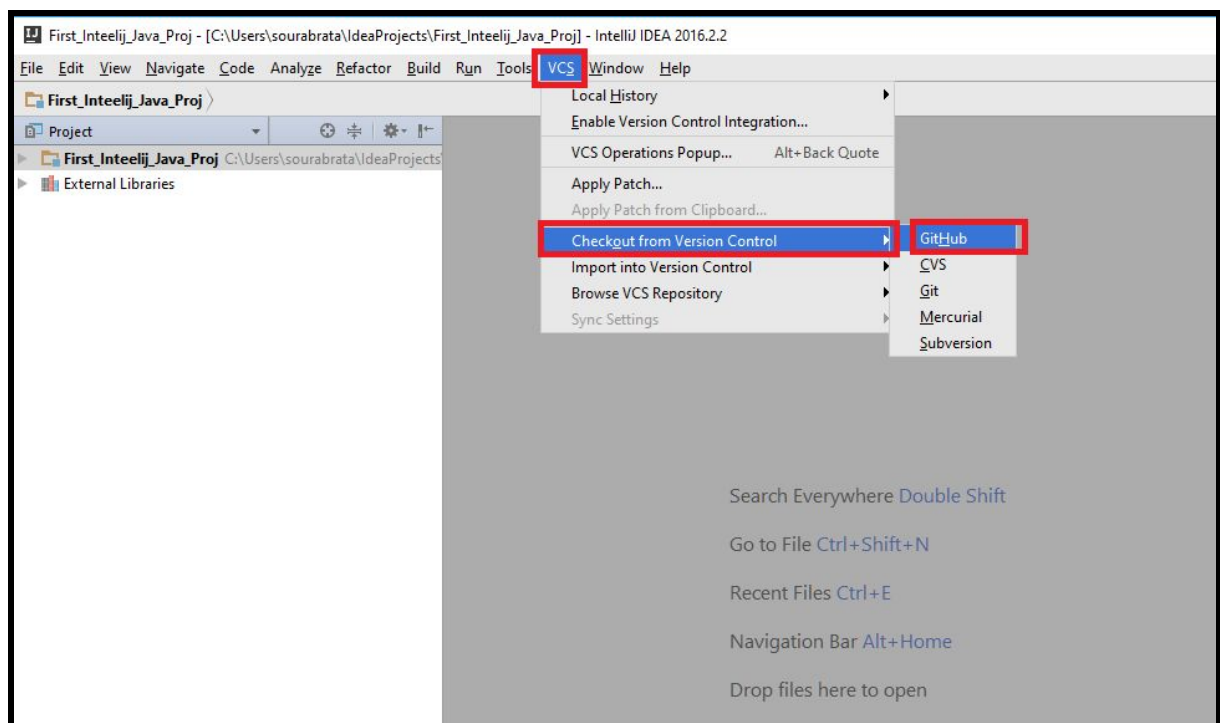 First_Inteelij_Java_Proj - [C:\Users\sourabrata\IdeaProjects\First_Inteelij_Java_Proj] - IntelliJ IDEA 2016.2.2
File Edit View Navigate Code Analyze Refactor Build Run Tools VCS Window Help
First_Inteelij_Java_Proj
Project
First_Inteelij_Java_Proj C:\Users\sourabrata\IdeaProjects\
External Libraries
Local History
Enable Version Control Integration...
VCS Operations Popup... Alt+Back Quote
Apply Patch...
Apply Patch from Clipboard...
Checkout from Version Control
Import into Version Control
Browse VCS Repository
Sync Settings
GitHub
CVS
Git
Mercurial
Subversion
Search Everywhere Double Shift
Go to File Ctrl+Shift+N
Recent Files Ctrl+E
Navigation Bar Alt+Home
Drop files here to open